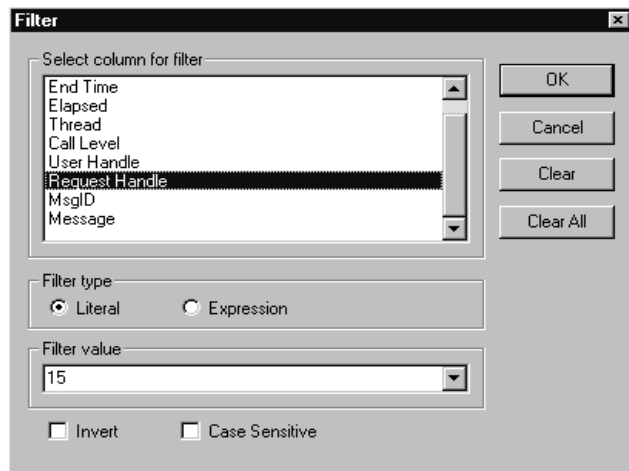 Filter
Select column for filter
End Time
Elapsed
Thread
Call Level
User Handle
Request Handle
MsgID
Message
OK
Cancel
Clear
Clear All
Filter type
Literal
Expression
Filter value
15
Invert
Case Sensitive